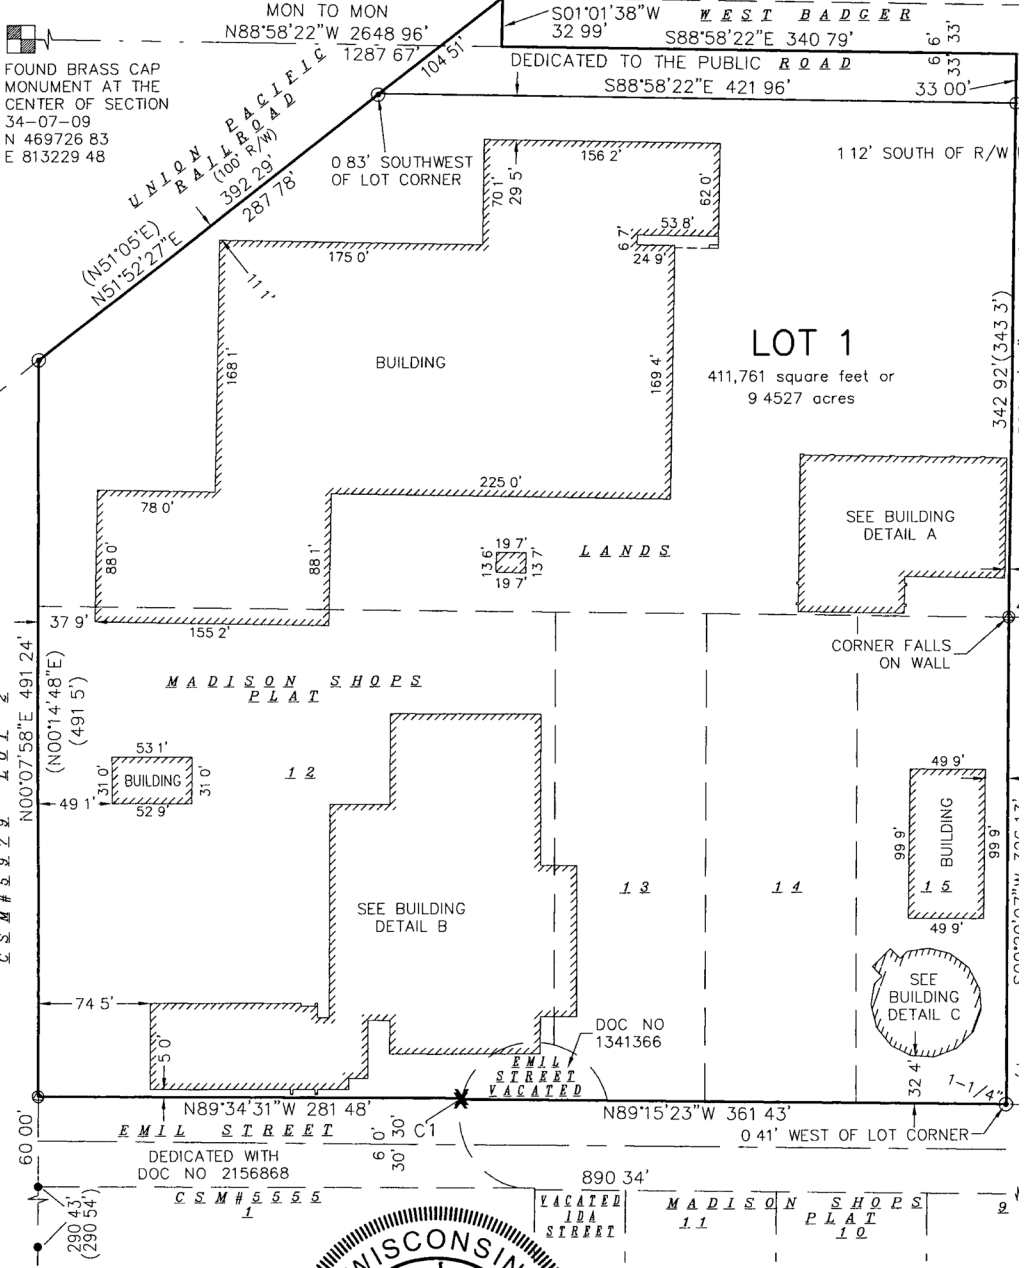 MON TO MON
N88°58'22"W 2648 96'
1287 67'
S01°01'38"W
32 99'
WEST BADGER
S88°58'22"E 340 79'
6'
33'
DEDICATED TO THE PUBLIC ROAD
33'
S88°58'22"E 421 96'
33 00'
FOUND BRASS CAP
MONUMENT AT THE
CENTER OF SECTION
34-07-09
N 469726 83
E 813229 48
UNION PACIFIC
RAILROAD
(100' R/W)
392 29'
287 78'
104 51'
(N51°05'E)
N51°52'27"E
0 83' SOUTHWEST
OF LOT CORNER
1 12' SOUTH OF R/W
156 2'
70 1'
29 5'
62 0'
53 8'
6 7'
24 9'
175 0'
11 1'
168 1'
BUILDING
169 4'
LOT 1
411,761 square feet or
9 4527 acres
342 92'(343 3')
78 0'
225 0'
88 0'
88 1'
19 7'
13 6'
13 7'
19 7'
LANDS
SEE BUILDING
DETAIL A
37 9'
155 2'
CORNER FALLS
ON WALL
N00°07'58"E 491 24'
(N00°14'48"E)
(491 5')
CSM#5979 LOT 2
MADISON SHOPS
PLAT
53 1'
31 0'
BUILDING
31 0'
52 9'
49 1'
12
49 9'
99 9'
BUILDING
99 9'
49 9'
13
14
15
SEE BUILDING
DETAIL B
SEE
BUILDING
DETAIL C
74 5'
5 0'
DOC NO
1341366
EMIL
STREET
VACATED
32 4'
1-1/4"
N89°34'31"W 281 48'
C1
N89°15'23"W 361 43'
0 41' WEST OF LOT CORNER
60 00'
EMIL STREET
6 0'
30'
30'
DEDICATED WITH
DOC NO 2156868
CSM#5555
1
890 34'
290 43'
(290 54')
VACATED
IDA
STREET
MADISON SHOPS
PLAT
11
10
9
WISCONSIN